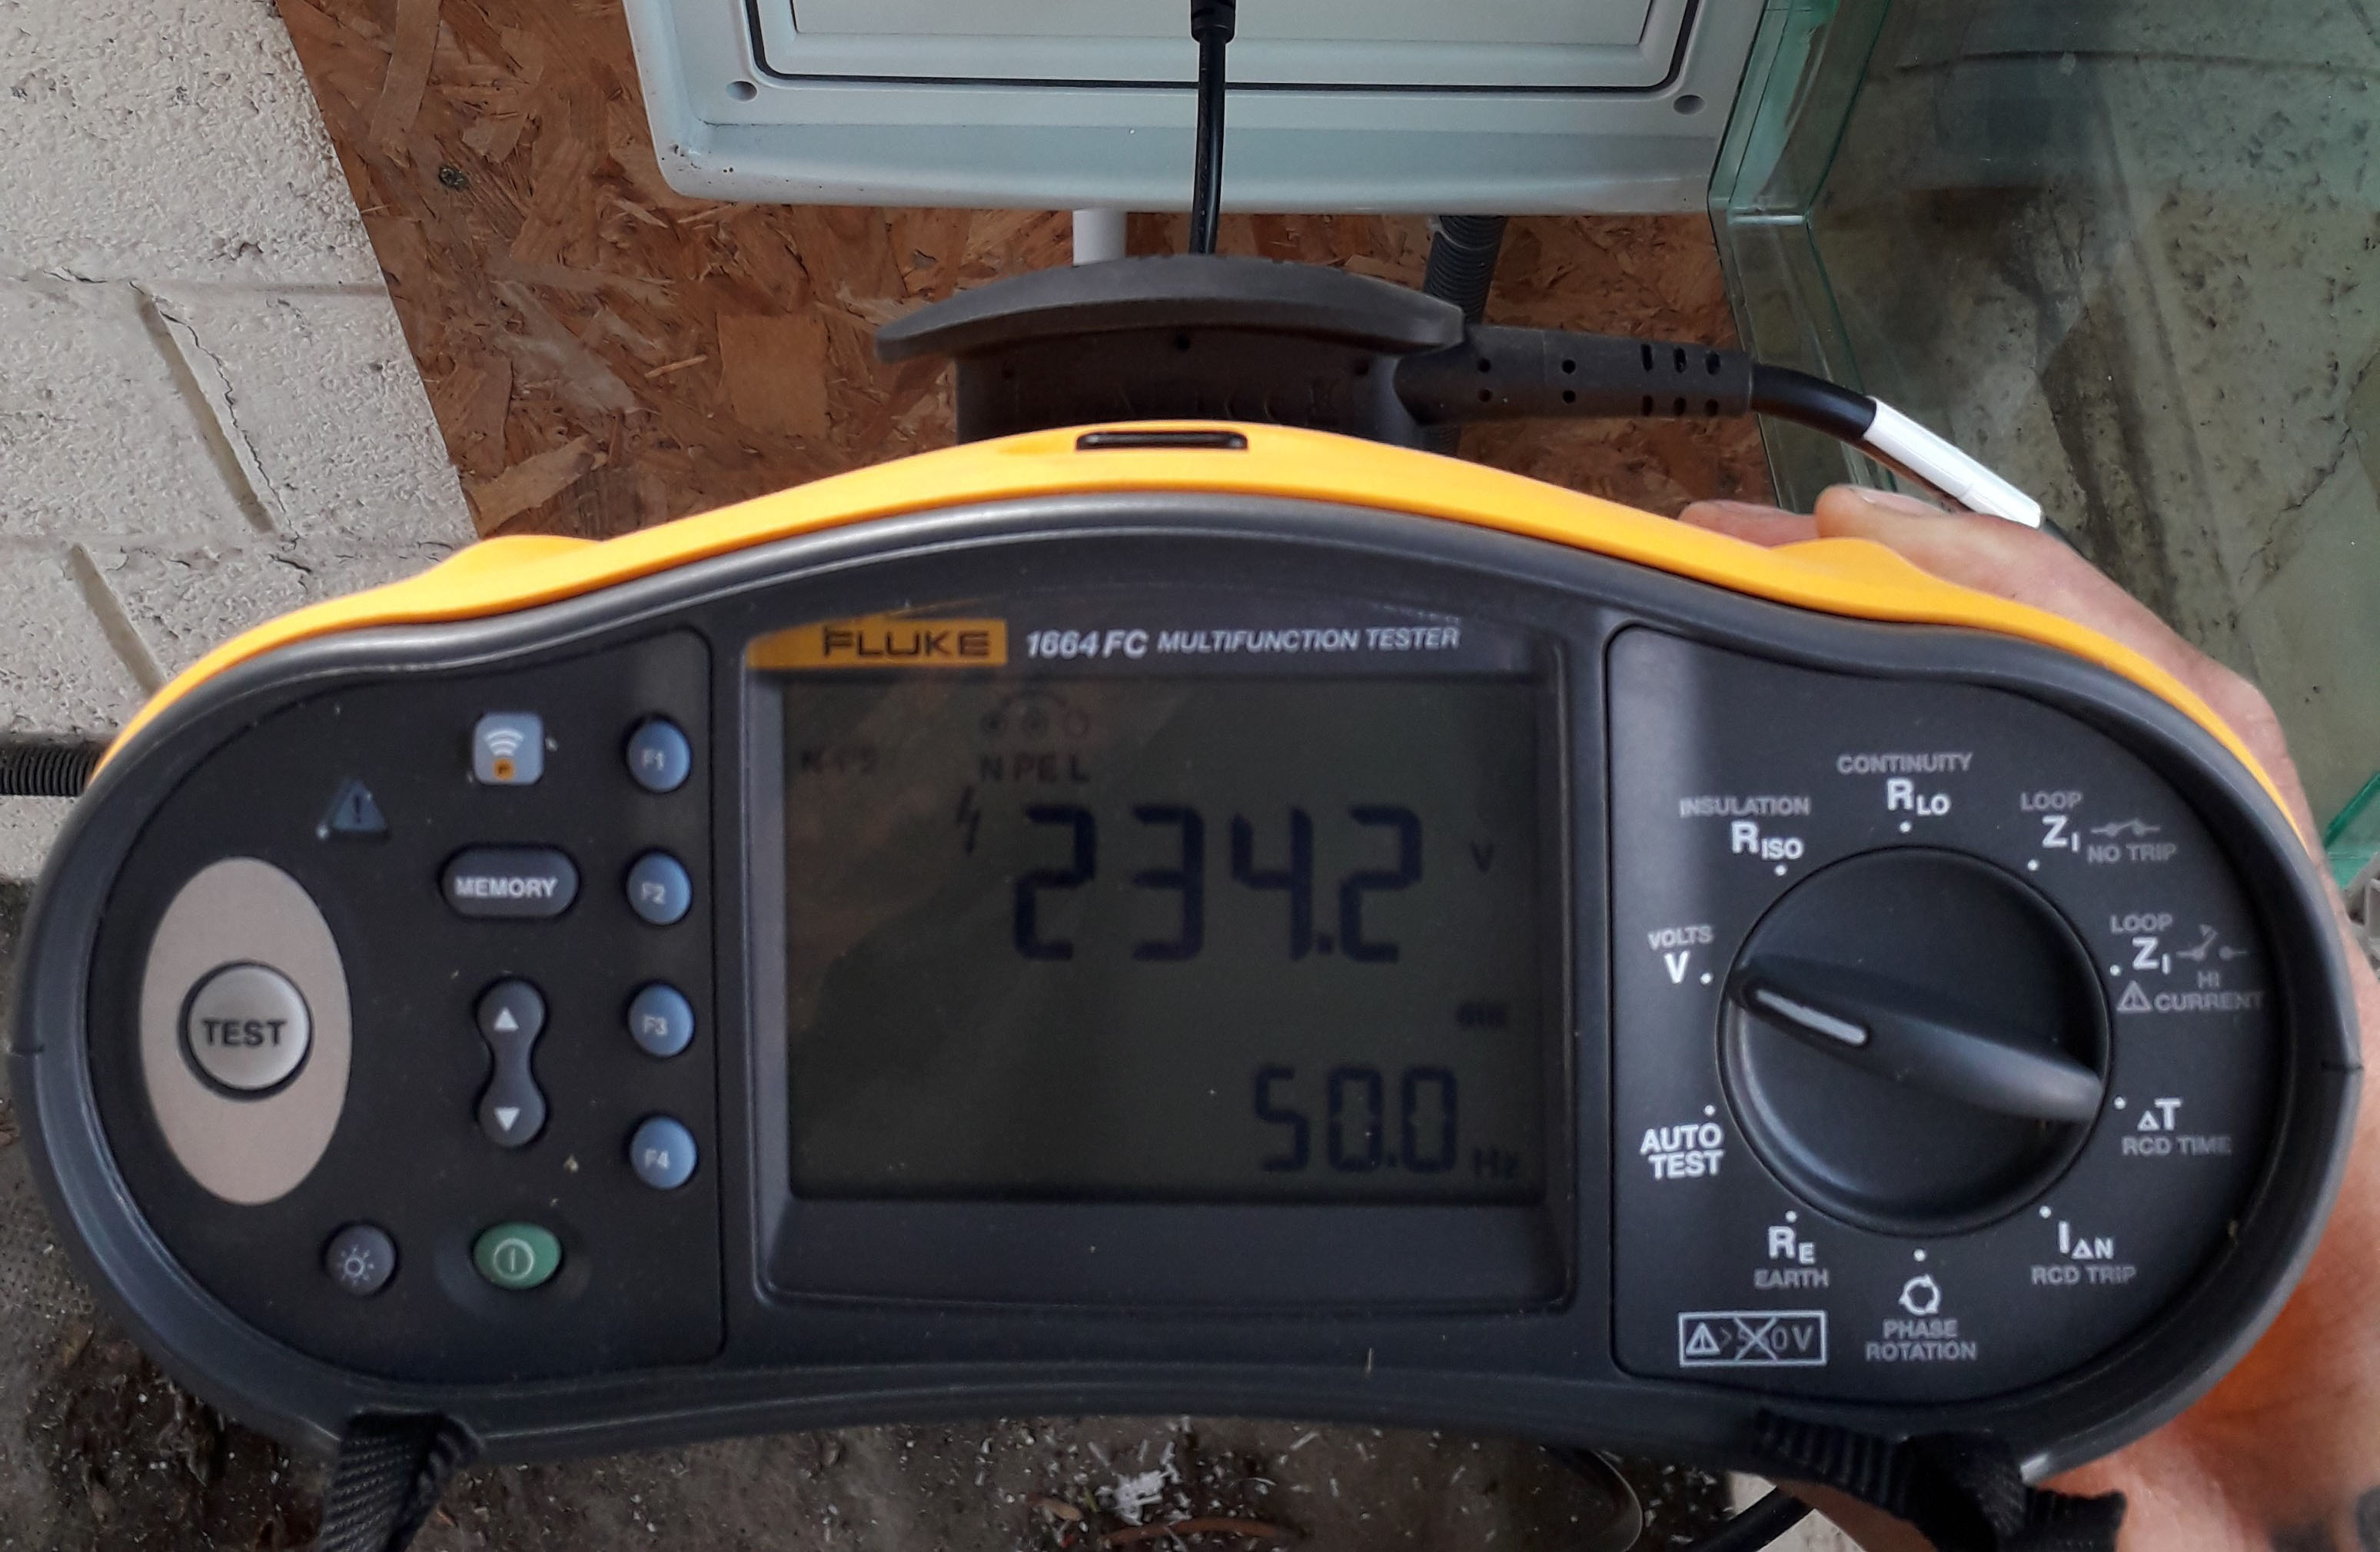 FLUKE 1664 FC MULTIFUNCTION TESTER
F1
F2
F3
F4
MEMORY
TEST
N PE L
234.2 V
50.0 Hz
CONTINUITY
RLO
INSULATION
RISO
LOOP
ZI NO TRIP
VOLTS
V
LOOP
ZI
HI
CURRENT
AUTO
TEST
ΔT
RCD TIME
RE
EARTH
IΔN
RCD TRIP
PHASE
ROTATION